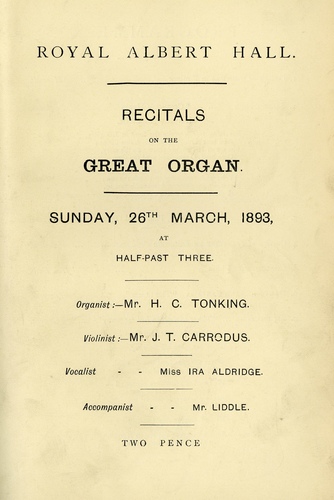 ROYAL ALBERT HALL.
RECITALS
ON THE
GREAT ORGAN.
SUNDAY, 26TH MARCH, 1893,
AT
HALF-PAST THREE.
Organist:—Mr. H. C. TONKING.
Violinist:—Mr. J. T. CARRODUS.
Vocalist - - Miss IRA ALDRIDGE.
Accompanist - - Mr. LIDDLE.
TWO PENCE